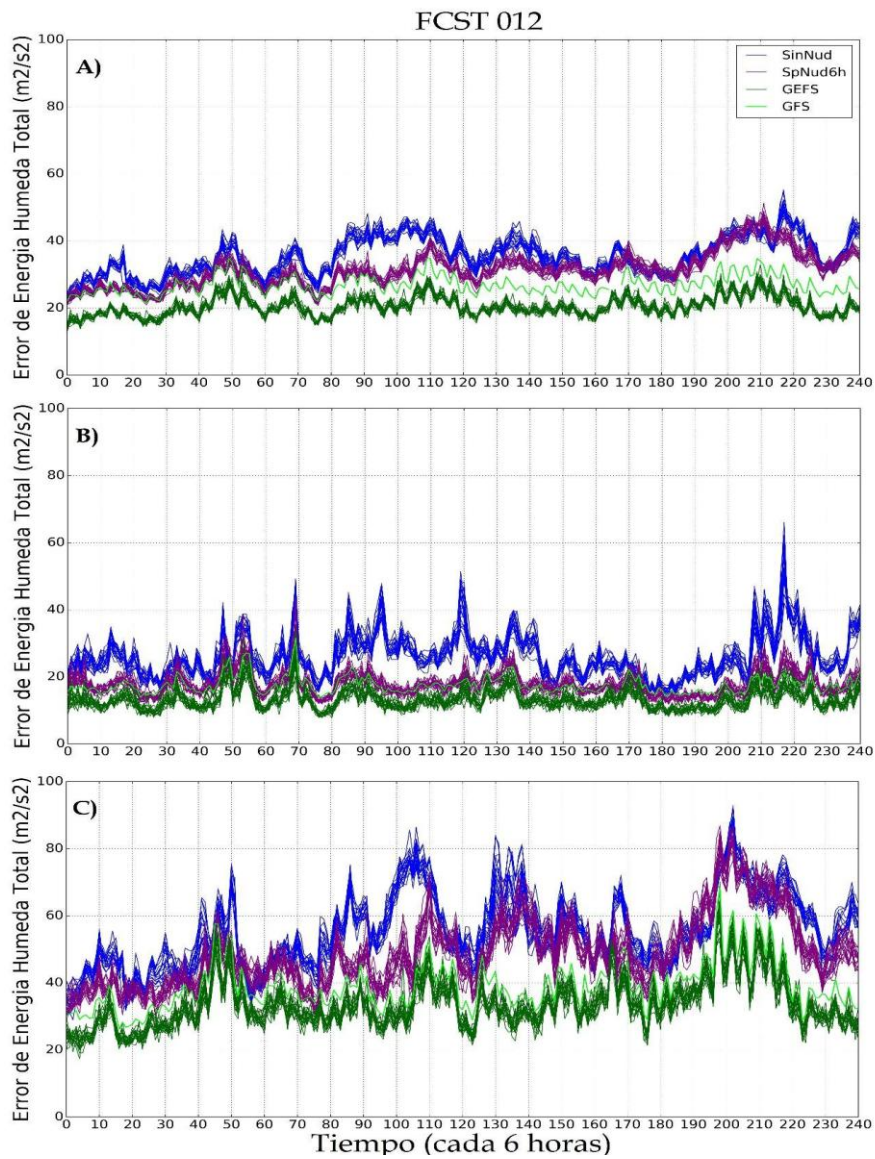 FCST 012
Error de Energia Humeda Total (m2/s2)
A)
SinNud
SpNud6h
GEFS
GFS
100
80
60
40
20
0
0 10 20 30 40 50 60 70 80 90 100 110 120 130 140 150 160 170 180 190 200 210 220 230 240
Error de Energia Humeda Total (m2/s2)
B)
100
80
60
40
20
0
0 10 20 30 40 50 60 70 80 90 100 110 120 130 140 150 160 170 180 190 200 210 220 230 240
Error de Energia Humeda Total (m2/s2)
C)
100
80
60
40
20
0
0 10 20 30 40 50 60 70 80 90 100 110 120 130 140 150 160 170 180 190 200 210 220 230 240
Tiempo (cada 6 horas)